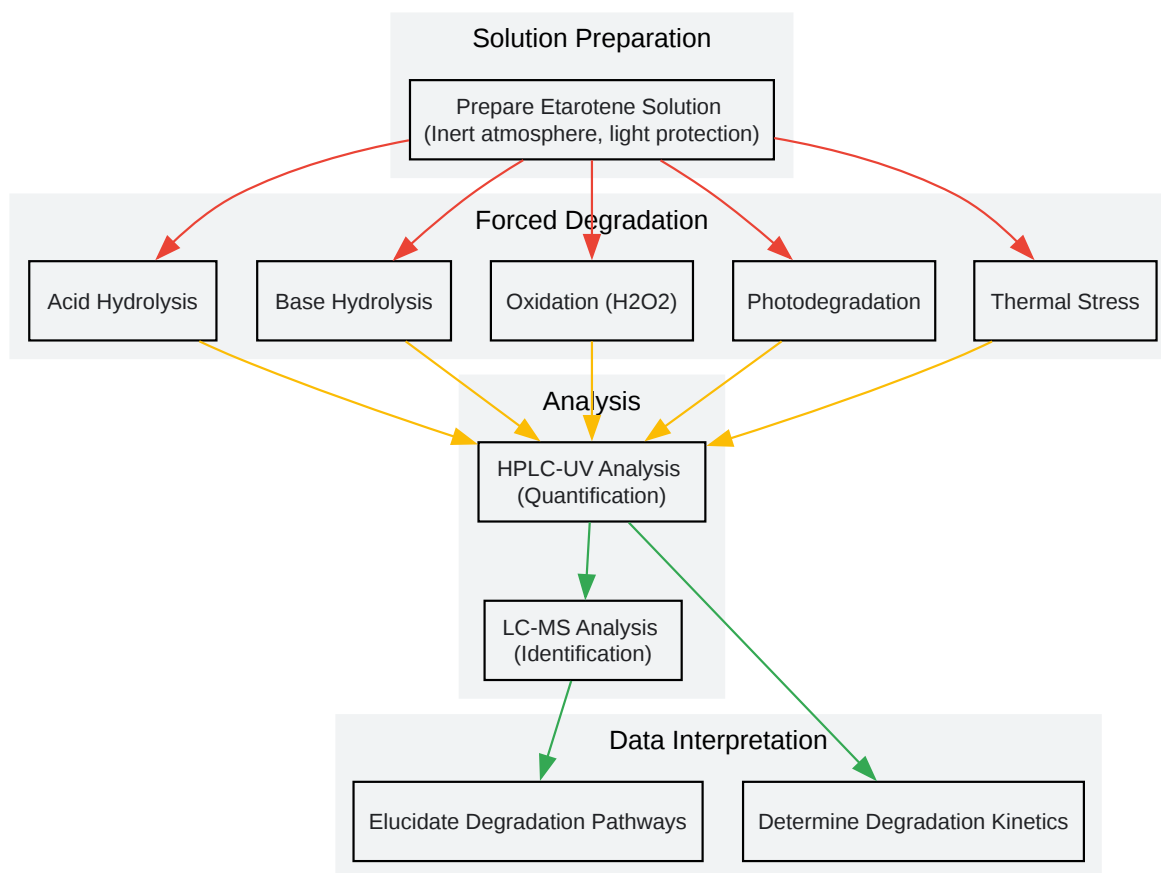 Solution Preparation
Prepare Etarotene Solution
(Inert atmosphere, light protection)
Forced Degradation
Acid Hydrolysis
Base Hydrolysis
Oxidation (H2O2)
Photodegradation
Thermal Stress
Analysis
HPLC-UV Analysis
(Quantification)
LC-MS Analysis
(Identification)
Data Interpretation
Elucidate Degradation Pathways
Determine Degradation Kinetics